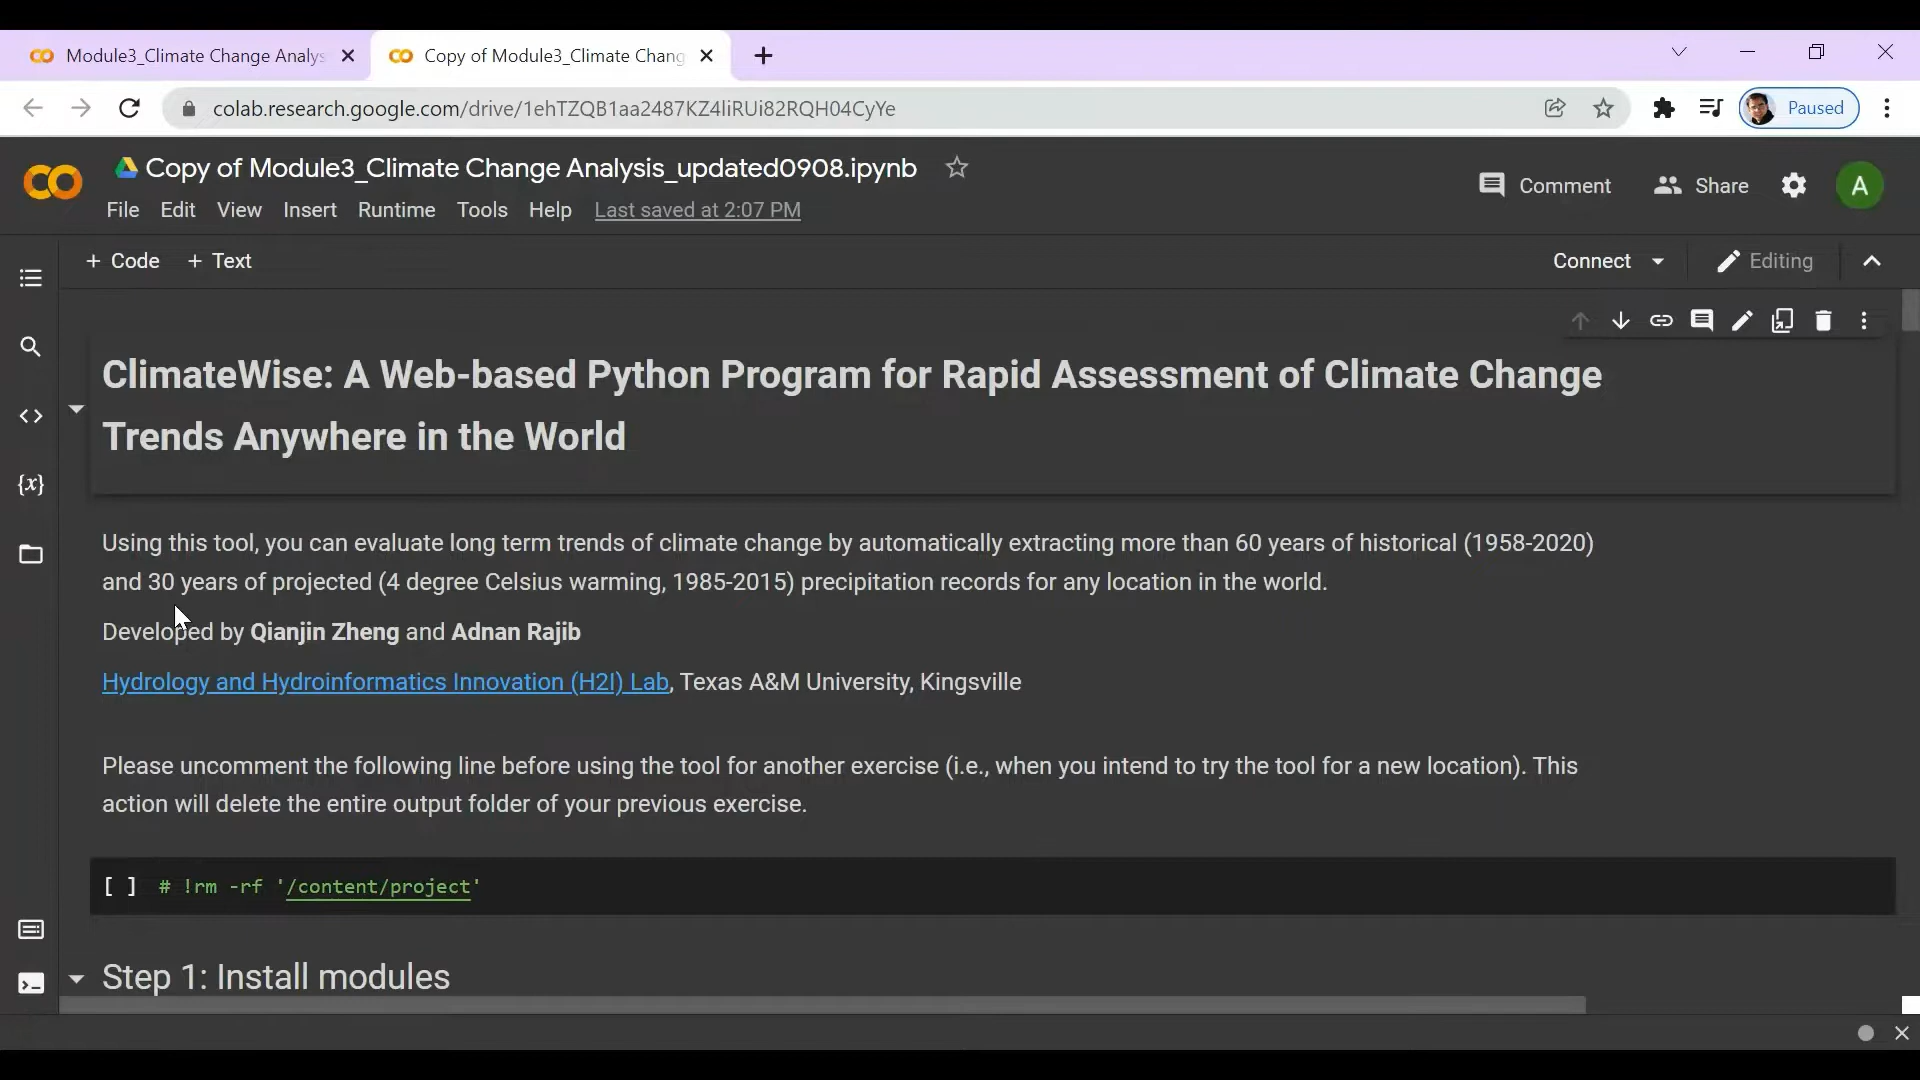 Module3_Climate Change Analys
Copy of Module3_Climate Chang
colab.research.google.com/drive/1ehTZQB1aa2487KZ4liRUi82RQH04CyYe
Paused
Copy of Module3_Climate Change Analysis_updated0908.ipynb
Comment
Share
A
File Edit View Insert Runtime Tools Help Last saved at 2:07 PM
+ Code + Text
Connect
Editing
ClimateWise: A Web-based Python Program for Rapid Assessment of Climate Change
Trends Anywhere in the World
Using this tool, you can evaluate long term trends of climate change by automatically extracting more than 60 years of historical (1958-2020)
and 30 years of projected (4 degree Celsius warming, 1985-2015) precipitation records for any location in the world.
Developed by Qianjin Zheng and Adnan Rajib
Hydrology and Hydroinformatics Innovation (H2I) Lab, Texas A&M University, Kingsville
Please uncomment the following line before using the tool for another exercise (i.e., when you intend to try the tool for a new location). This
action will delete the entire output folder of your previous exercise.
[ ] # !rm -rf '/content/project'
Step 1: Install modules